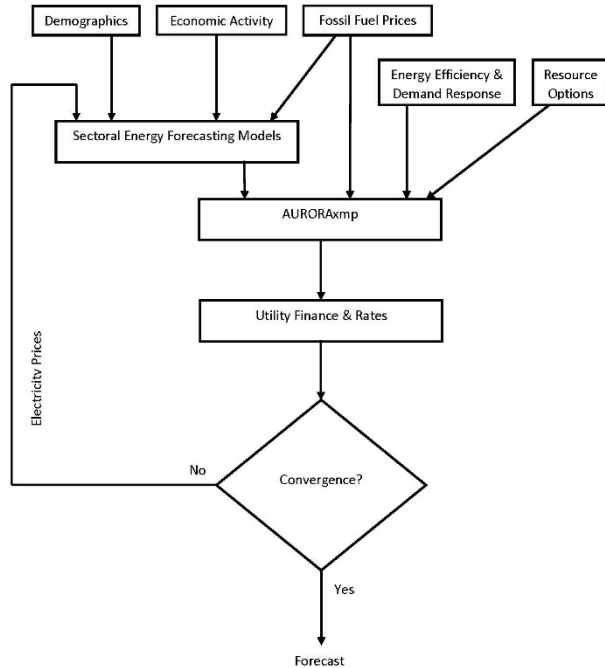 Demographics
Economic Activity
Fossil Fuel Prices
Energy Efficiency &
Demand Response
Resource
Options
Sectoral Energy Forecasting Models
AURORAxmp
Utility Finance & Rates
Electricity Prices
No
Convergence?
Yes
Forecast